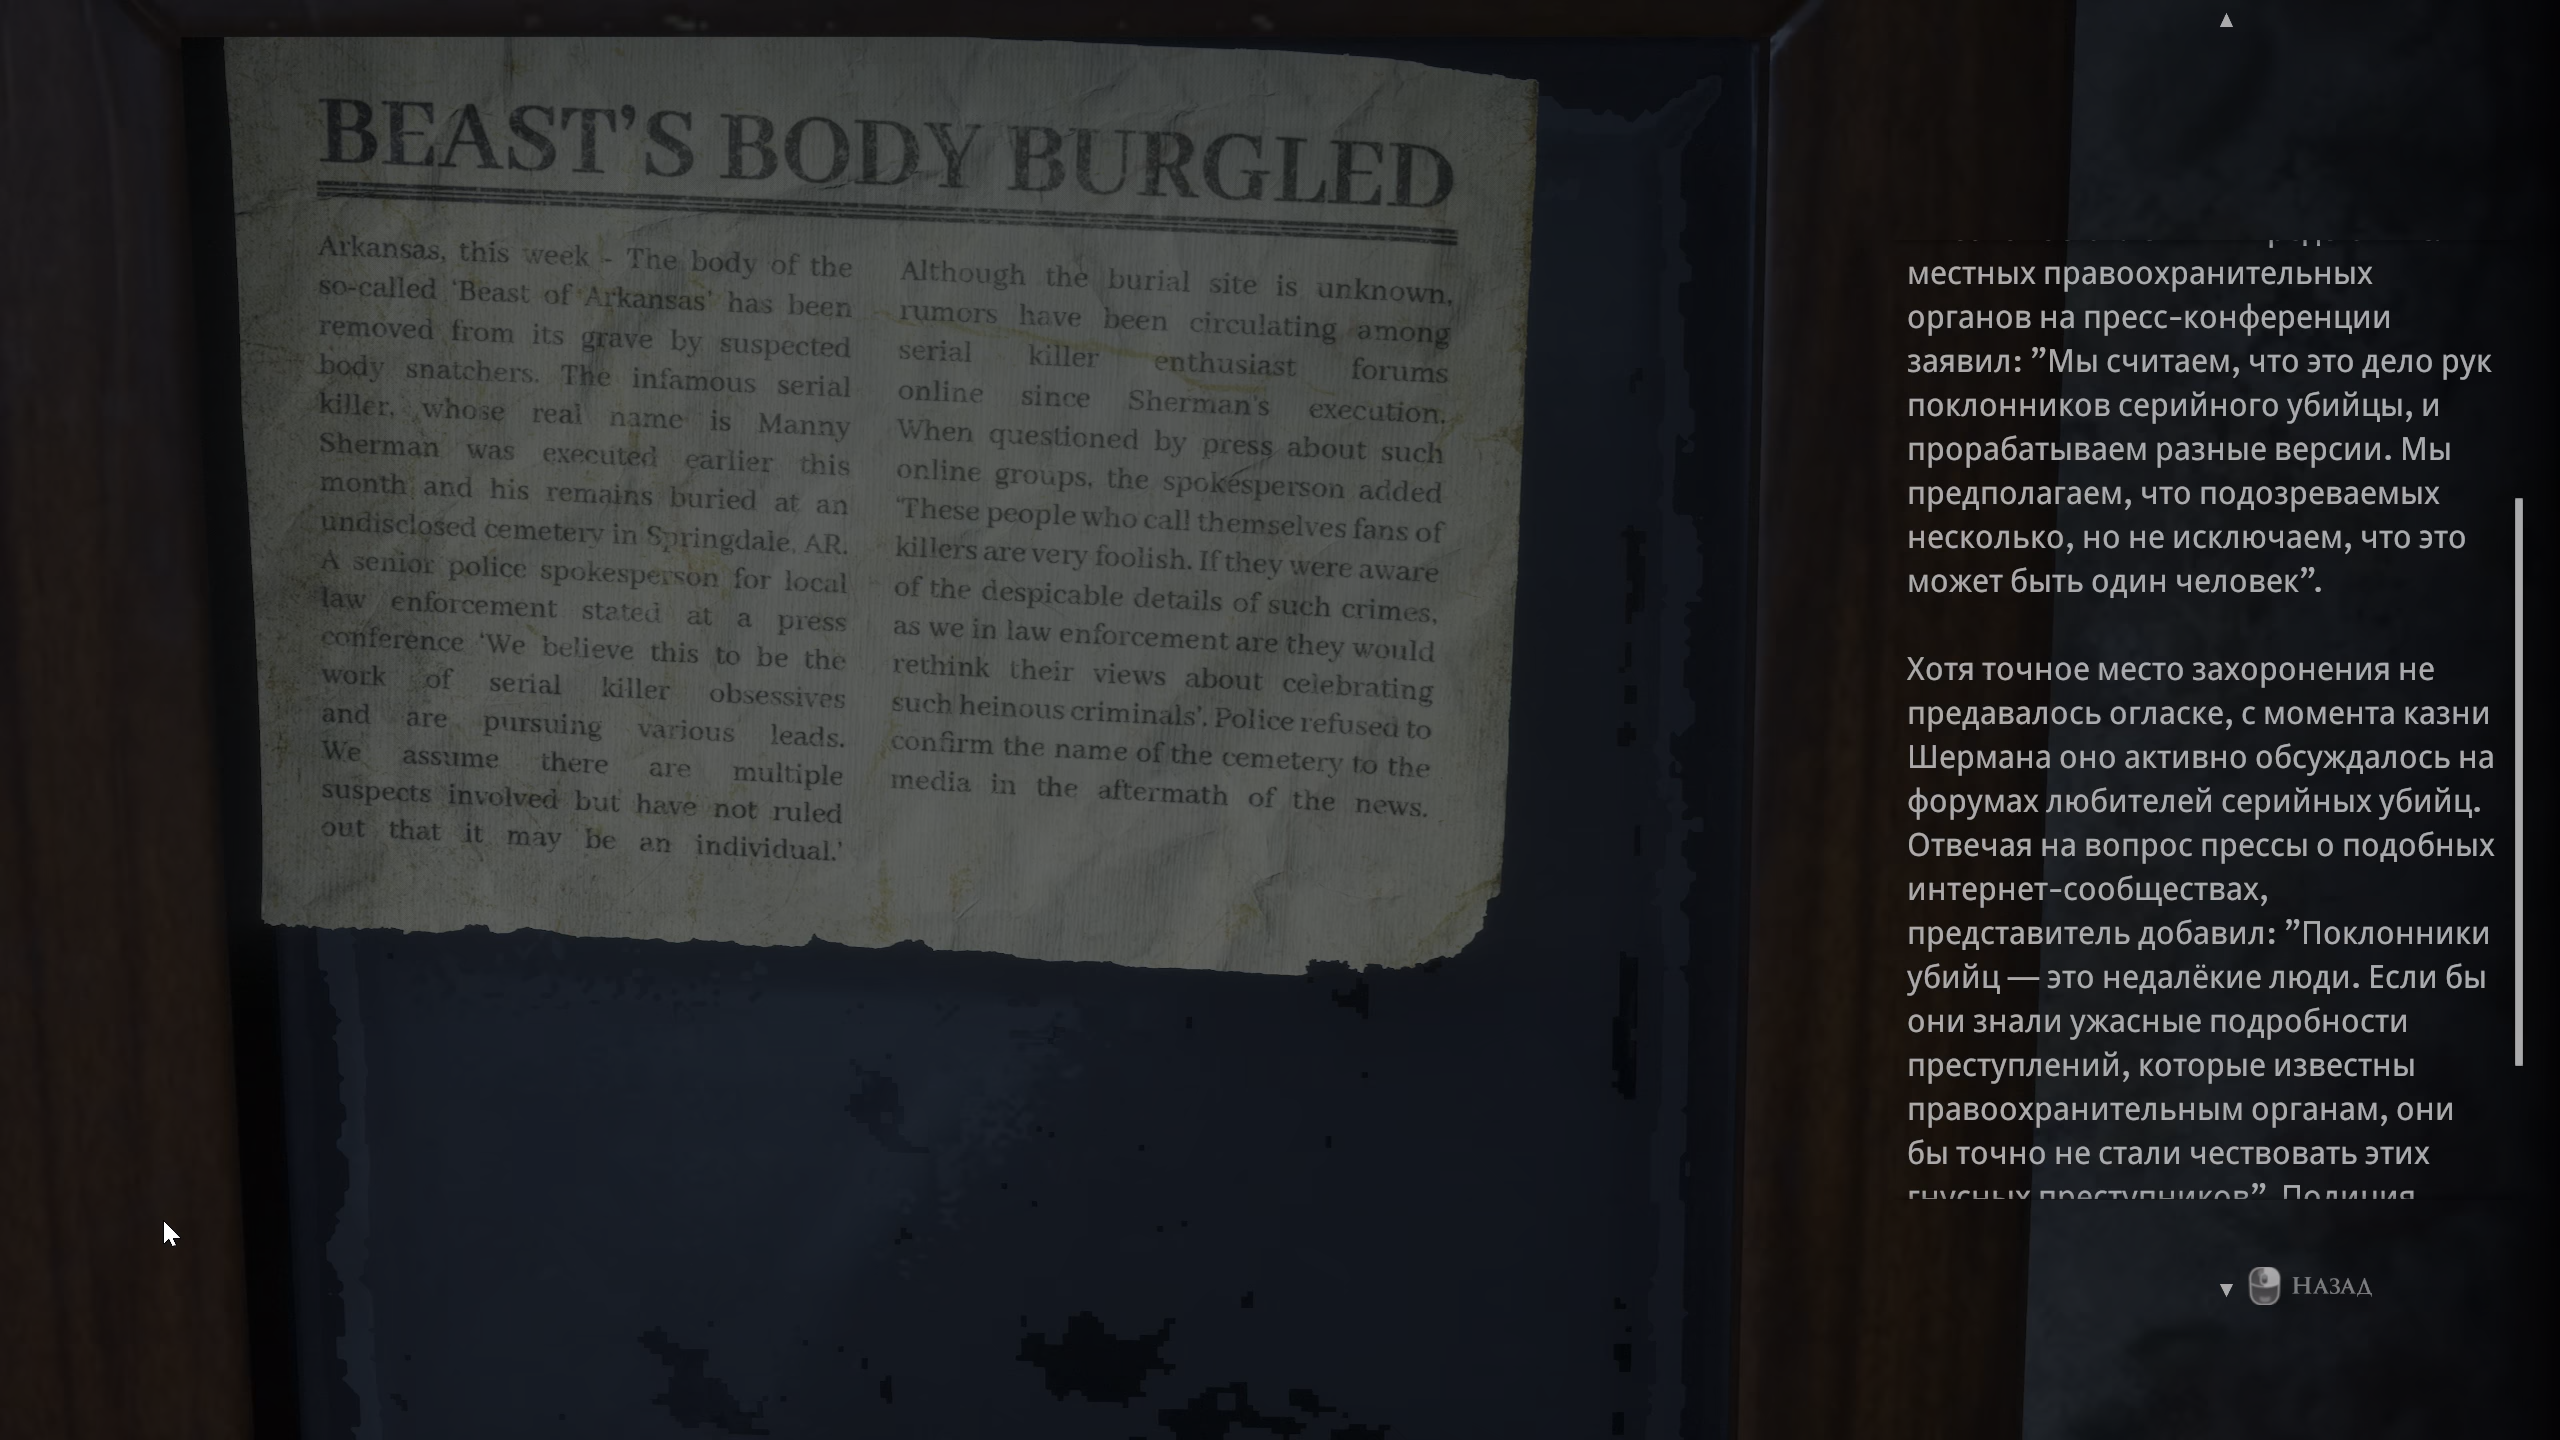 BEAST'S BODY BURGLED
Arkansas, this week - The body of the
so-called 'Beast of Arkansas' has been
removed from its grave by suspected
body snatchers. The infamous serial
killer, whose real name is Manny
Sherman was executed earlier this
month and his remains buried at an
undisclosed cemetery in Springdale, AR.
A senior police spokesperson for local
law enforcement stated at a press
conference 'We believe this to be the
work of serial killer obsessives
and are pursuing various leads.
We assume there are multiple
suspects involved but have not ruled
out that it may be an individual.'
Although the burial site is unknown,
rumors have been circulating among
serial killer enthusiast forums
online since Sherman's execution.
When questioned by press about such
online groups, the spokesperson added
'These people who call themselves fans of
killers are very foolish. If they were aware
of the despicable details of such crimes,
as we in law enforcement are they would
rethink their views about celebrating
such heinous criminals'. Police refused to
confirm the name of the cemetery to the
media in the aftermath of the news.
местных правоохранительных
органов на пресс-конференции
заявил: ”Мы считаем, что это дело рук
поклонников серийного убийцы, и
прорабатываем разные версии. Мы
предполагаем, что подозреваемых
несколько, но не исключаем, что это
может быть один человек”.
Хотя точное место захоронения не
предавалось огласке, с момента казни
Шермана оно активно обсуждалось на
форумах любителей серийных убийц.
Отвечая на вопрос прессы о подобных
интернет-сообществах,
представитель добавил: ”Поклонники
убийц — это недалёкие люди. Если бы
они знали ужасные подробности
преступлений, которые известны
правоохранительным органам, они
бы точно не стали чествовать этих
гнусных преступников”. Полиция
Назад